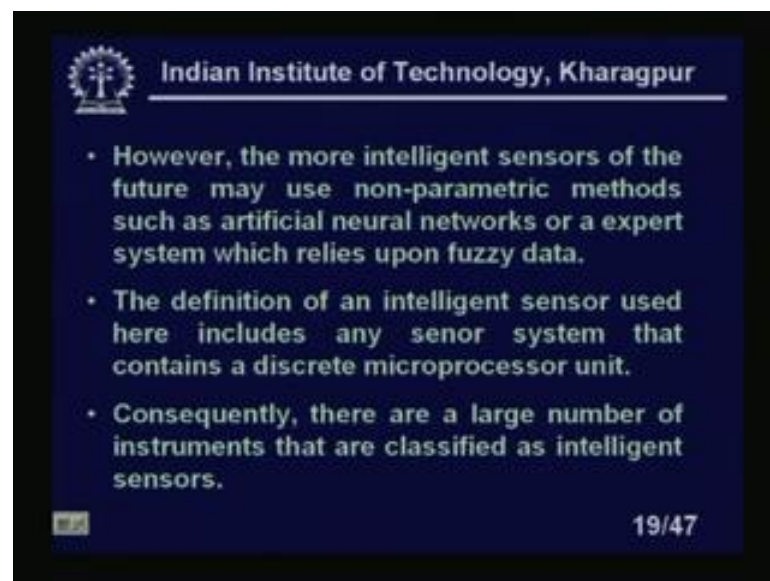 Indian Institute of Technology, Kharagpur
• However, the more intelligent sensors of the
future may use non-parametric methods
such as artificial neural networks or a expert
system which relies upon fuzzy data.
• The definition of an intelligent sensor used
here includes any senor system that
contains a discrete microprocessor unit.
• Consequently, there are a large number of
instruments that are classified as intelligent
sensors.
19/47